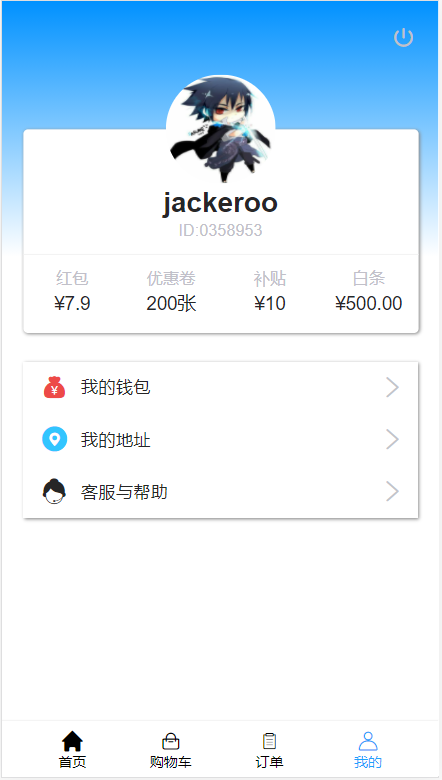 jackeroo
ID:0358953
红包 优惠卷 补贴 白条
¥7.9 200张 ¥10 ¥500.00
我的钱包
我的地址
客服与帮助
首页 购物车 订单 我的